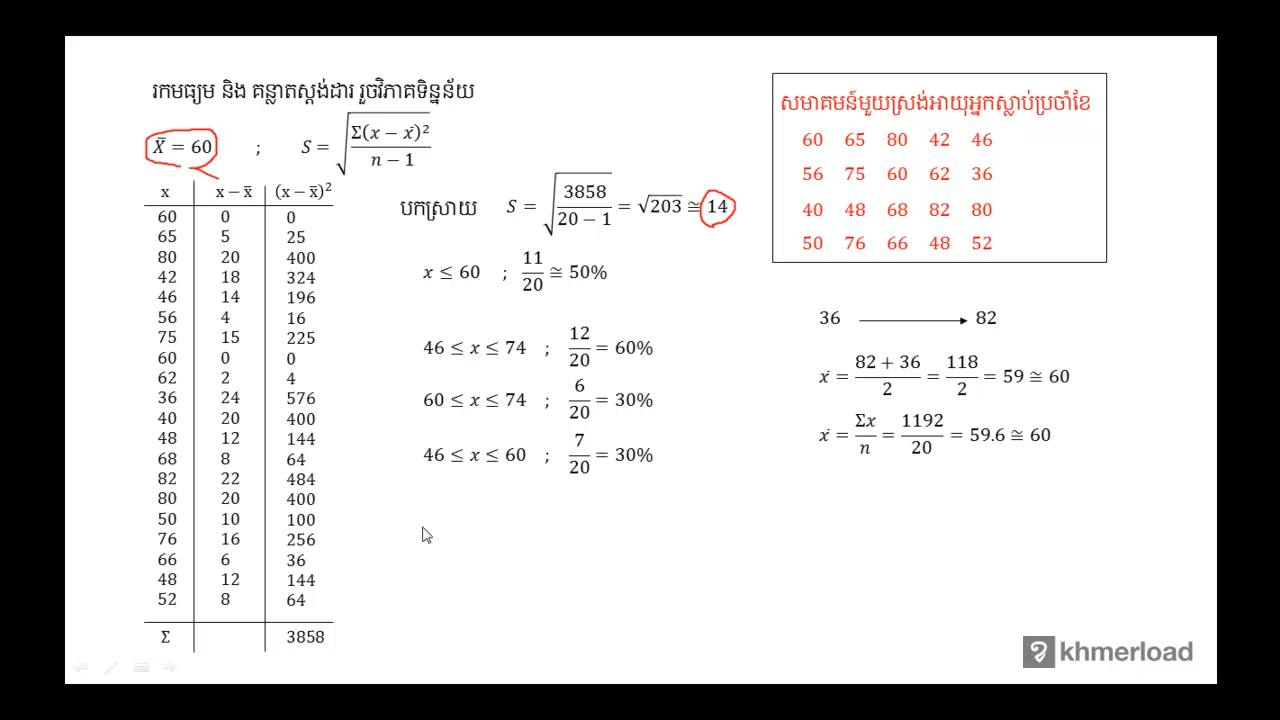 រកមធ្យម និង គន្លាតស្តង់ដារ រួចវិភាគទិន្នន័យ
X̄ = 60 ; S = √(Σ(x − ẋ)²/(n − 1))
x x − x̄ (x − x̄)²
60 0 0
65 5 25
80 20 400
42 18 324
46 14 196
56 4 16
75 15 225
60 0 0
62 2 4
36 24 576
40 20 400
48 12 144
68 8 64
82 22 484
80 20 400
50 10 100
76 16 256
66 6 36
48 12 144
52 8 64
Σ 3858
បកស្រាយ S = √(3858/(20 − 1)) = √203 ≅ 14
x ≤ 60 ; 11/20 ≅ 50%
46 ≤ x ≤ 74 ; 12/20 = 60%
60 ≤ x ≤ 74 ; 6/20 = 30%
46 ≤ x ≤ 60 ; 7/20 = 30%
សមាគមន៍មួយស្រង់អាយុអ្នកស្លាប់ប្រចាំខែ
60 65 80 42 46
56 75 60 62 36
40 48 68 82 80
50 76 66 48 52
36 ⟶ 82
ẋ = (82 + 36)/2 = 118/2 = 59 ≅ 60
ẋ = Σx/n = 1192/20 = 59.6 ≅ 60
khmerload